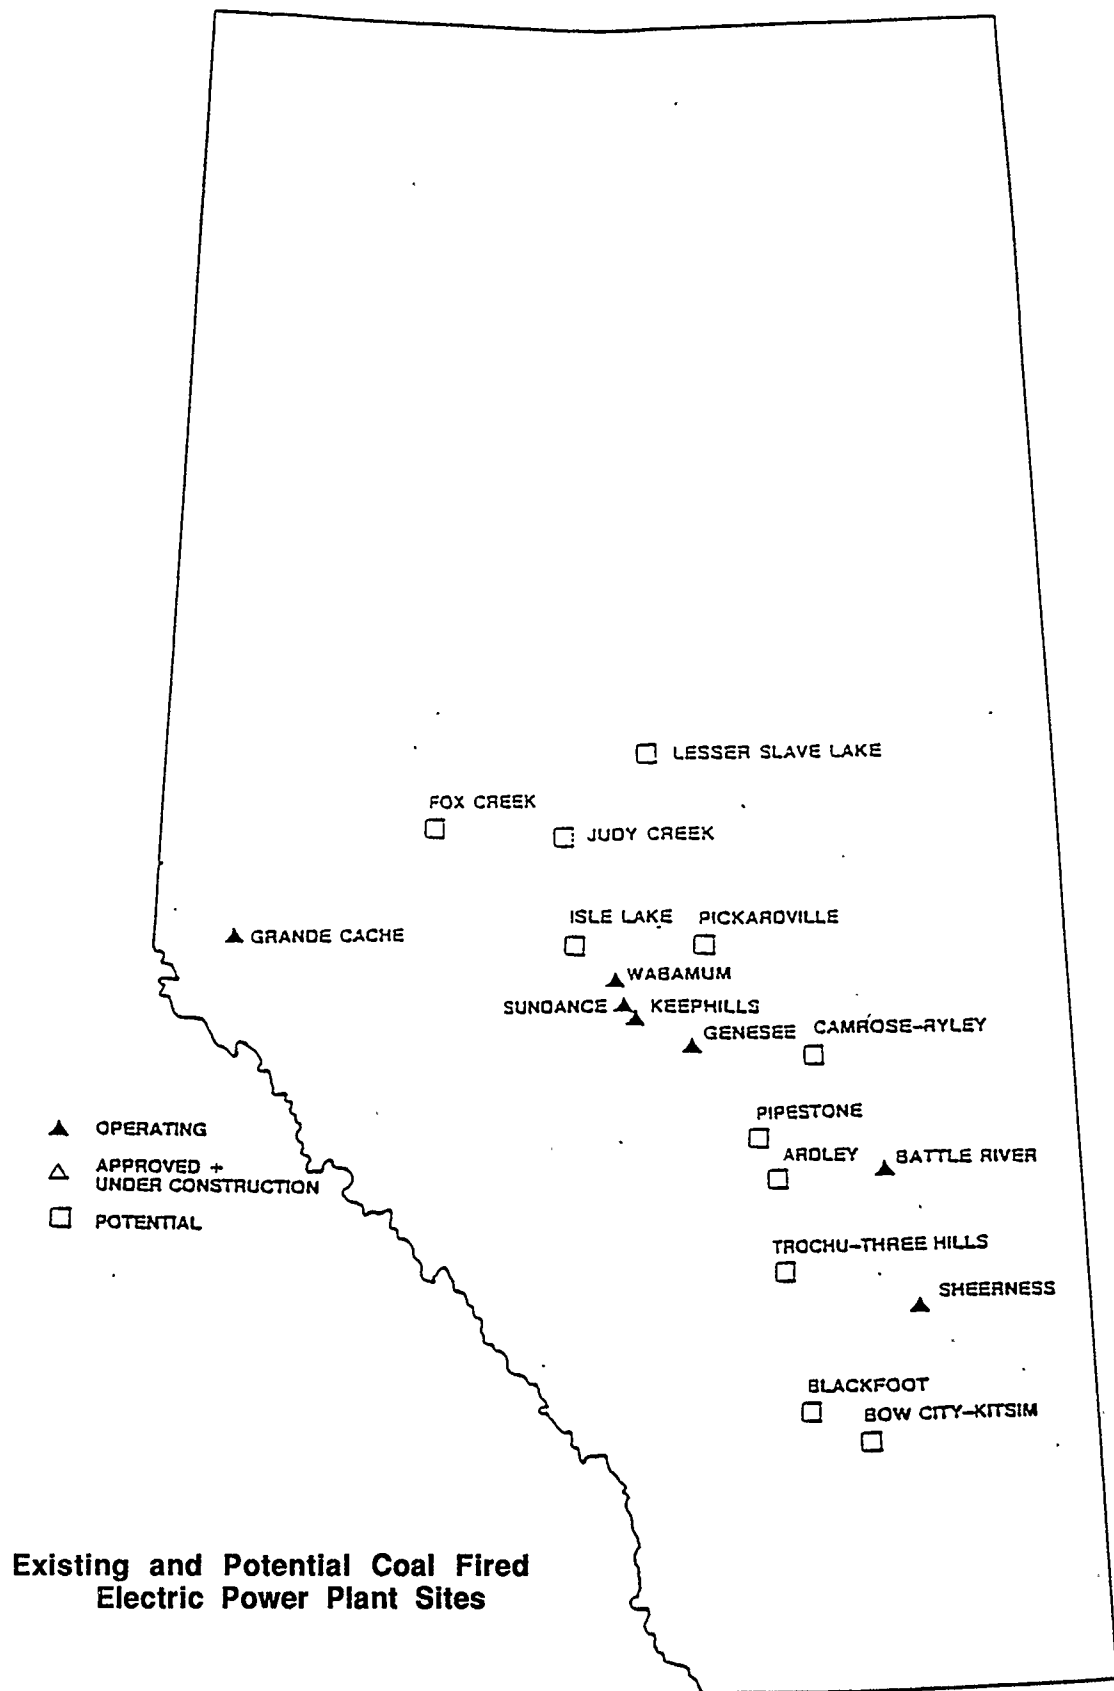 LESSER SLAVE LAKE
FOX CREEK
JUDY CREEK
ISLE LAKE
PICKARDVILLE
GRANDE CACHE
WABAMUM
SUNDANCE
KEEPHILLS
GENESEE
CAMROSE-RYLEY
PIPESTONE
ARDLEY
BATTLE RIVER
OPERATING
APPROVED +
UNDER CONSTRUCTION
POTENTIAL
TROCHU-THREE HILLS
SHEERNESS
BLACKFOOT
BOW CITY-KITSIM
Existing and Potential Coal Fired
Electric Power Plant Sites